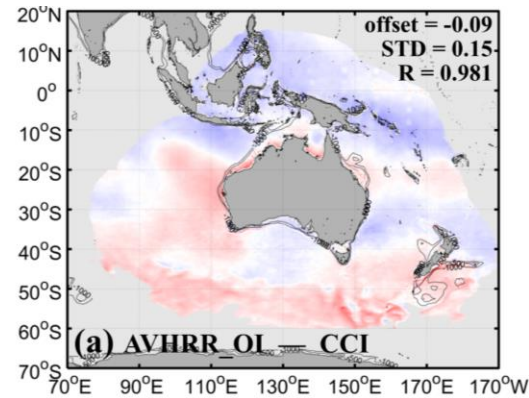 20°N
10°N
0°
10°S
20°S
30°S
40°S
50°S
60°S
70°S
offset = -0.09
STD = 0.15
R = 0.981
(a) AVHRR_OI — CCI
70°E 90°E 110°E 130°E 150°E 170°E 170°W